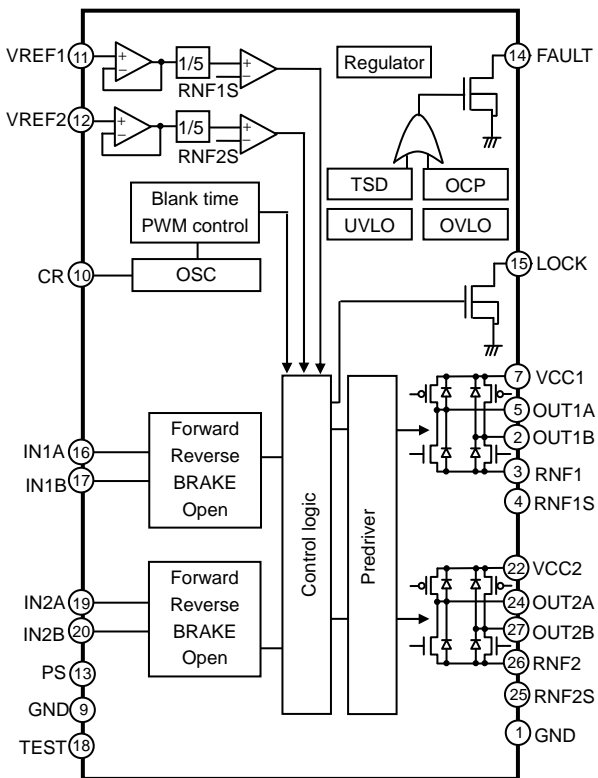 VREF1 11
1/5
RNF1S
VREF2 12
1/5
RNF2S
Regulator
14 FAULT
TSD
OCP
UVLO
OVLO
Blank time
PWM control
CR 10
OSC
15 LOCK
7 VCC1
5 OUT1A
2 OUT1B
3 RNF1
4 RNF1S
IN1A 16
IN1B 17
Forward
Reverse
BRAKE
Open
Control logic
Predriver
22 VCC2
24 OUT2A
27 OUT2B
26 RNF2
25 RNF2S
1 GND
IN2A 19
IN2B 20
Forward
Reverse
BRAKE
Open
PS 13
GND 9
TEST 18